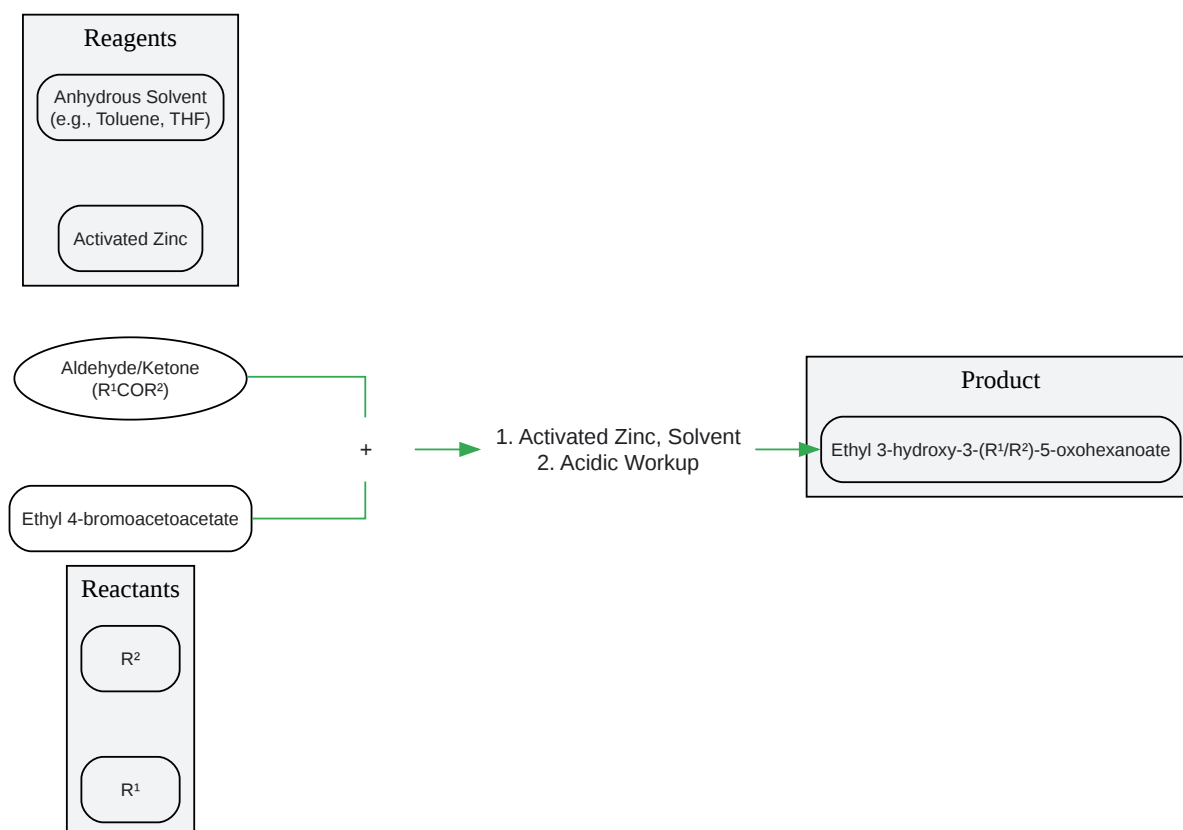 Reagents
Anhydrous Solvent
(e.g., Toluene, THF)
Activated Zinc
Aldehyde/Ketone
(R¹COR²)
+
1. Activated Zinc, Solvent
2. Acidic Workup
Product
Ethyl 3-hydroxy-3-(R¹/R²)-5-oxohexanoate
Ethyl 4-bromoacetoacetate
Reactants
R²
R¹